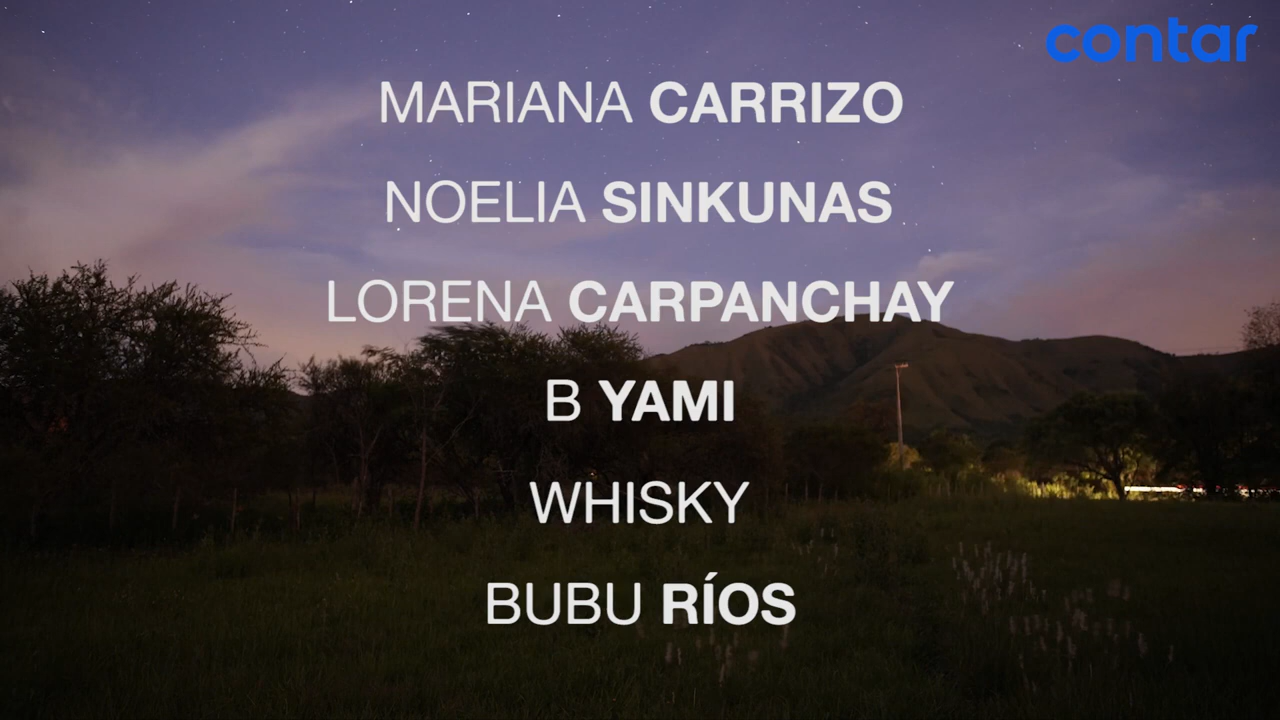 contar
MARIANA CARRIZO
NOELIA SINKUNAS
LORENA CARPANCHAY
B YAMI
WHISKY
BUBU RÍOS